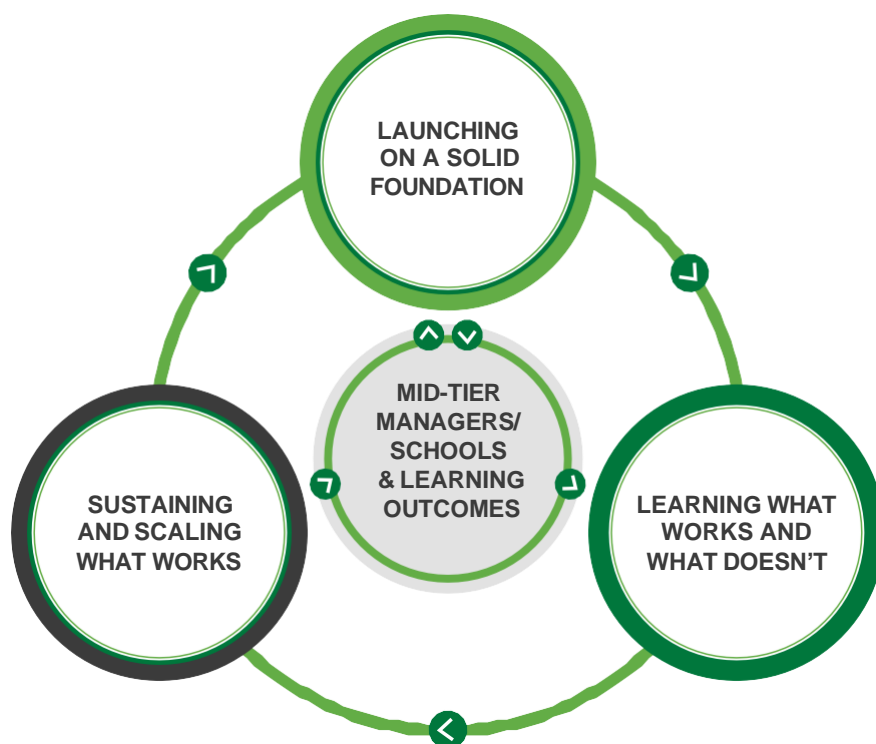 LAUNCHING
ON A SOLID
FOUNDATION
MID-TIER
MANAGERS/
SCHOOLS
& LEARNING
OUTCOMES
SUSTAINING
AND SCALING
WHAT WORKS
LEARNING WHAT
WORKS AND
WHAT DOESN’T